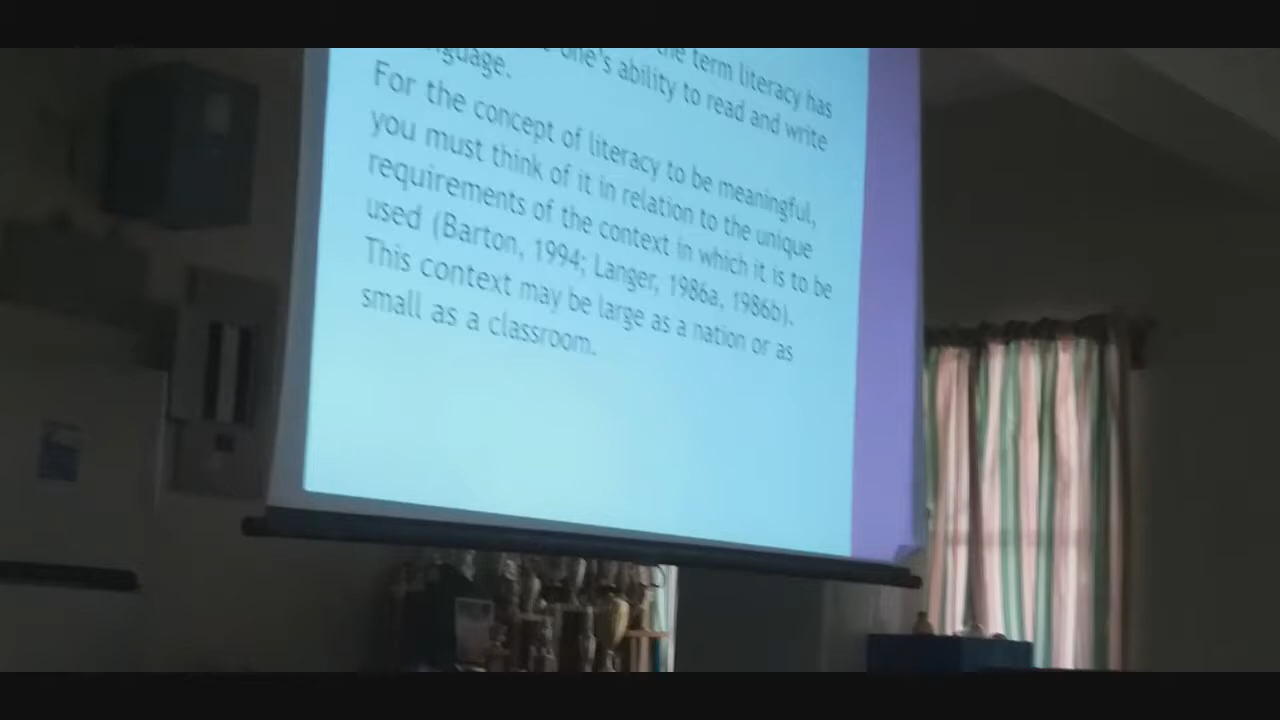 the term literacy has
one's ability to read and write
For the concept of literacy to be meaningful,
you must think of it in relation to the unique
requirements of the context in which it is to be
used (Barton, 1994; Langer, 1986a, 1986b).
This context may be large as a nation or as
small as a classroom.